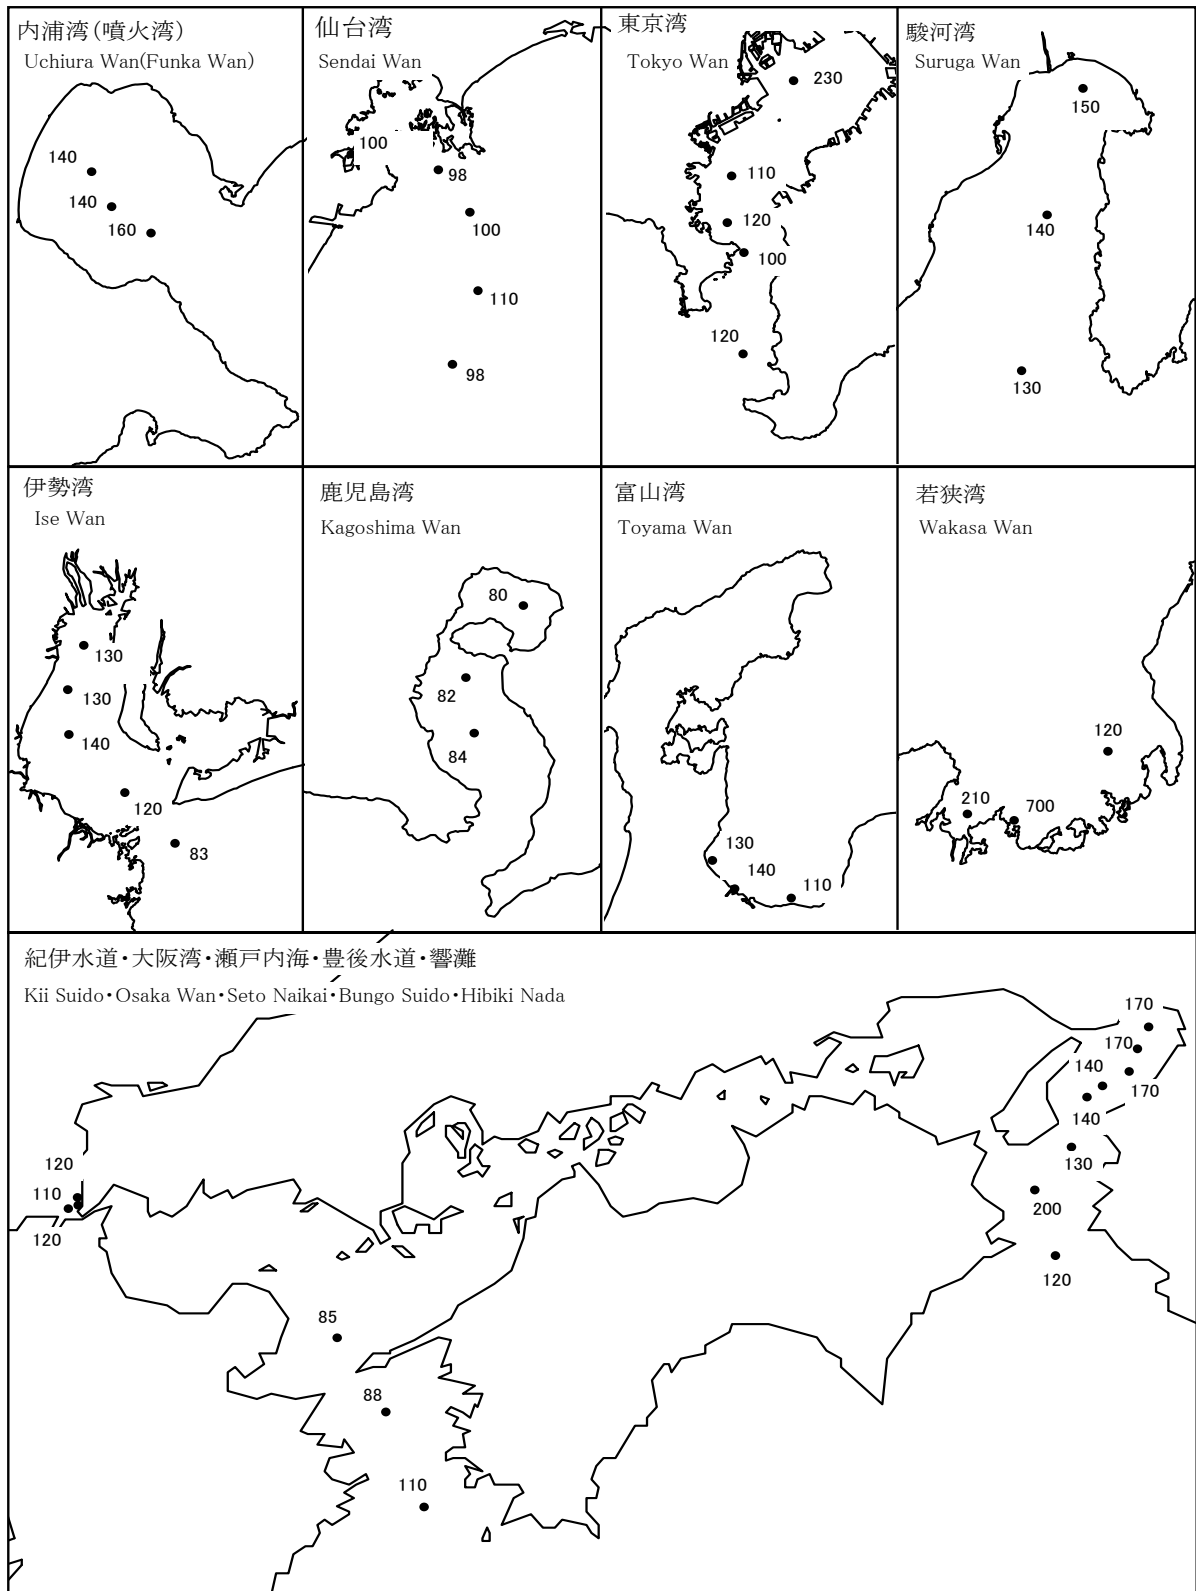 内浦湾(噴火湾)
Uchiura Wan(Funka Wan)
140
140
160
仙台湾
Sendai Wan
100
98
100
110
98
東京湾
Tokyo Wan
230
110
120
100
120
駿河湾
Suruga Wan
150
140
130
伊勢湾
Ise Wan
130
130
140
120
83
鹿児島湾
Kagoshima Wan
80
82
84
富山湾
Toyama Wan
130
140
110
若狭湾
Wakasa Wan
120
210
700
紀伊水道・大阪湾・瀬戸内海・豊後水道・響灘
Kii Suido・Osaka Wan・Seto Naikai・Bungo Suido・Hibiki Nada
170
170
140
170
140
130
200
120
120
110
120
85
88
110